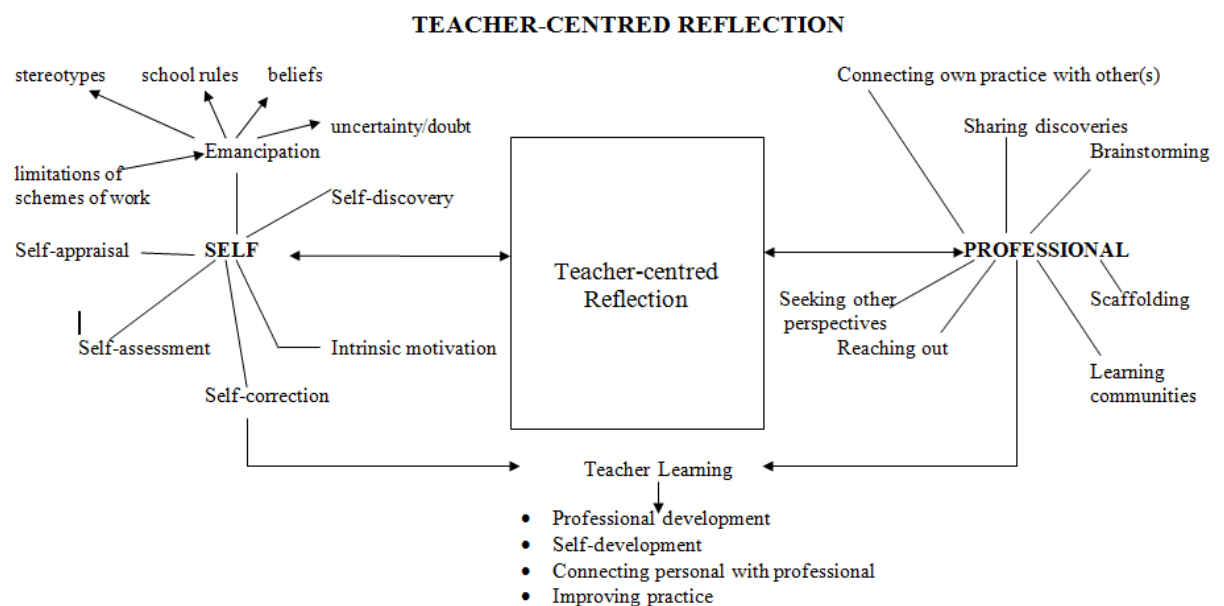 TEACHER-CENTRED REFLECTION
stereotypes
school rules
beliefs
uncertainty/doubt
Emancipation
limitations of
schemes of work
Self-discovery
Self-appraisal
SELF
Self-assessment
Intrinsic motivation
Self-correction
Teacher-centred
Reflection
Connecting own practice with other(s)
Sharing discoveries
Brainstorming
PROFESSIONAL
Seeking other
perspectives
Scaffolding
Reaching out
Learning
communities
Teacher Learning
• Professional development
• Self-development
• Connecting personal with professional
• Improving practice